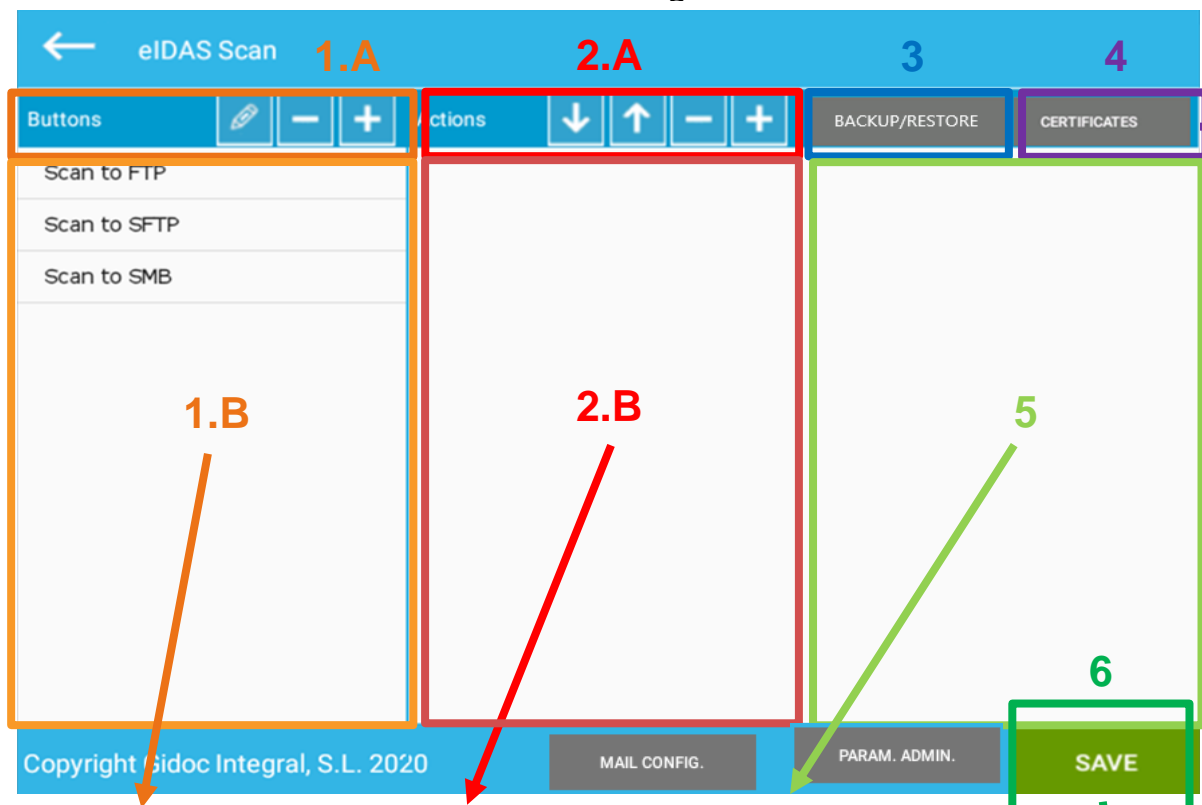 eIDAS Scan
1.A
2.A
3
4
Buttons
Actions
BACKUP/RESTORE
CERTIFICATES
Scan to FTP
Scan to SFTP
Scan to SMB
1.B
2.B
5
6
Copyright Gidoc Integral, S.L. 2020
MAIL CONFIG.
PARAM. ADMIN.
SAVE